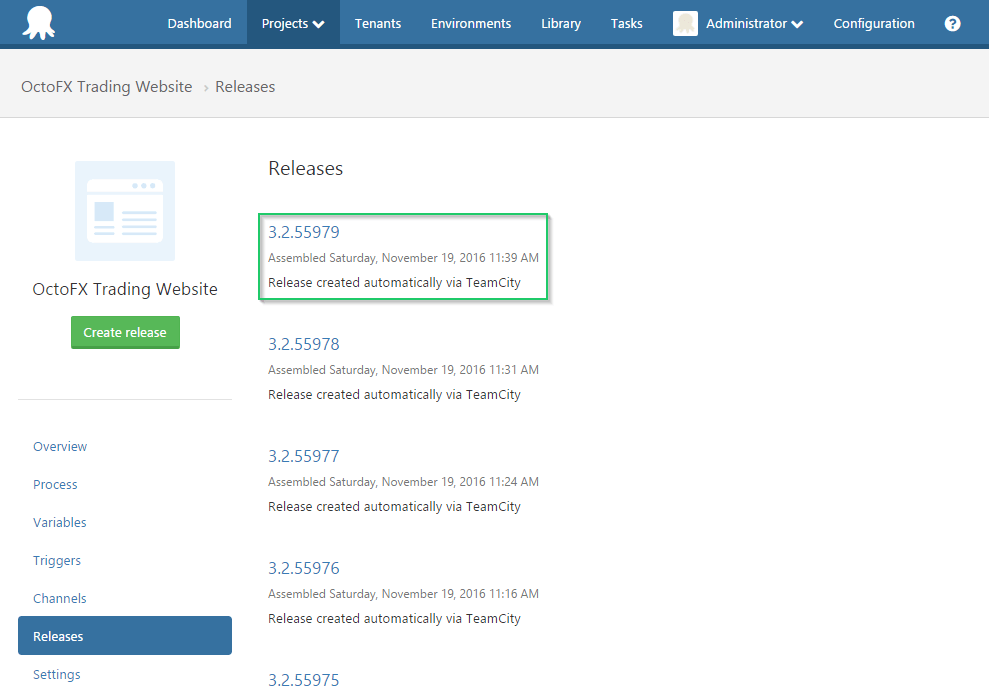 Dashboard Projects Tenants Environments Library Tasks Administrator Configuration ?
OctoFX Trading Website › Releases
Releases
OctoFX Trading Website
Create release
Overview
Process
Variables
Triggers
Channels
Releases
Settings
3.2.55979
Assembled Saturday, November 19, 2016 11:39 AM
Release created automatically via TeamCity
3.2.55978
Assembled Saturday, November 19, 2016 11:31 AM
Release created automatically via TeamCity
3.2.55977
Assembled Saturday, November 19, 2016 11:24 AM
Release created automatically via TeamCity
3.2.55976
Assembled Saturday, November 19, 2016 11:16 AM
Release created automatically via TeamCity
3.2.55975